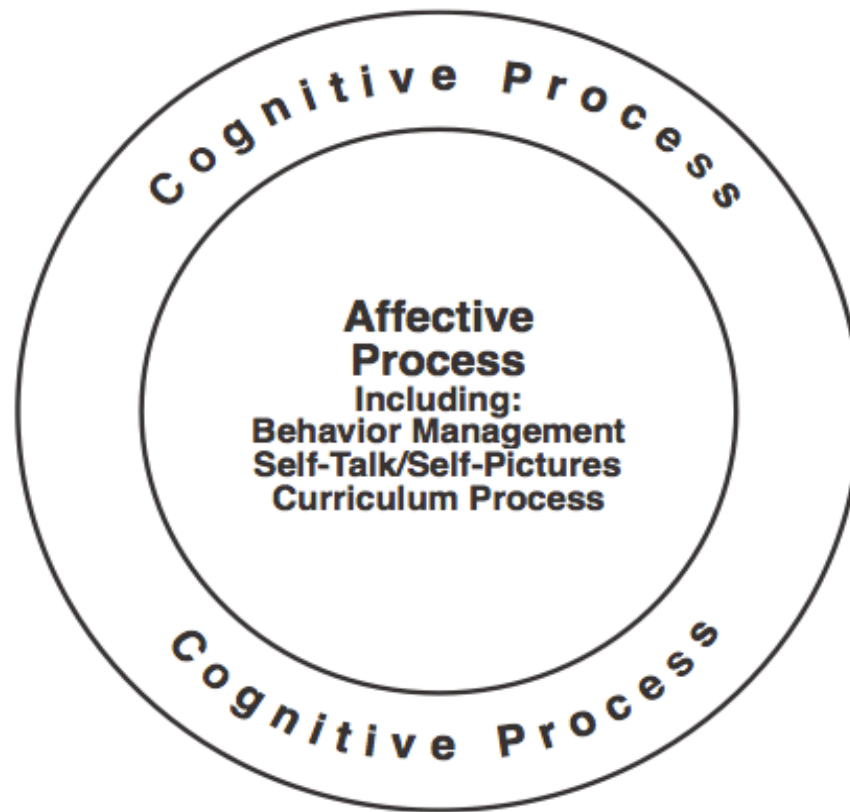 Cognitive Process
Affective
Process
Including:
Behavior Management
Self-Talk/Self-Pictures
Curriculum Process
Cognitive Process